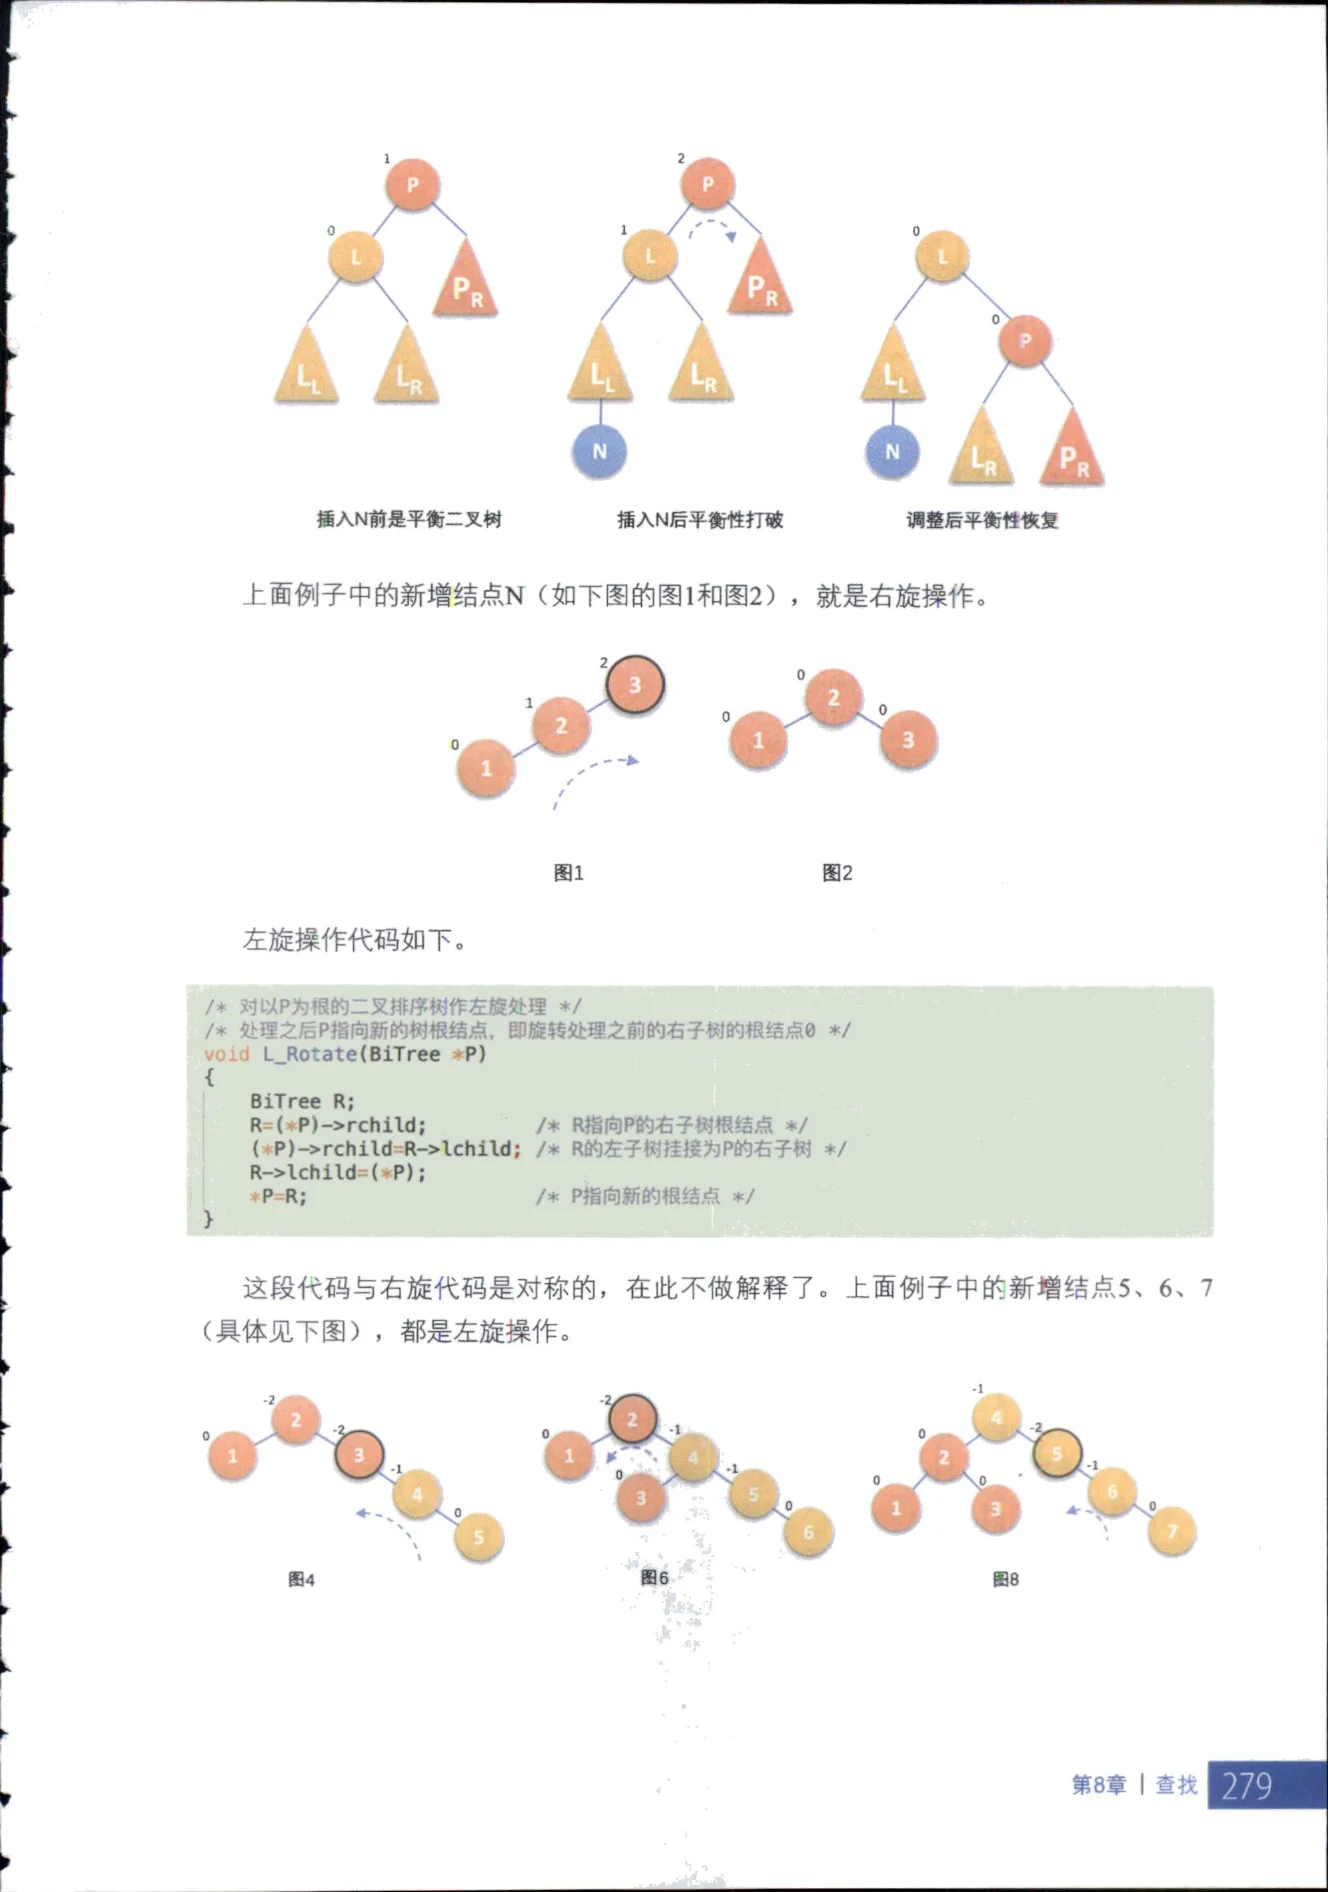 1
P
0
L
PR
LL
LR
2
P
1
L
PR
LL
LR
N
0
L
0
P
LL
N
LR
PR
插入N前是平衡二叉树
插入N后平衡性打破
调整后平衡性恢复
上面例子中的新增结点N（如下图的图1和图2），就是右旋操作。
2
3
1
2
0
1
0
2
0
1
0
3
图1
图2
左旋操作代码如下。
/* 对以P为根的二叉排序树作左旋处理 */
/* 处理之后P指向新的树根结点，即旋转处理之前的右子树的根结点0 */
void L_Rotate(BiTree *P)
{
BiTree R;
R=(*P)->rchild; /* R指向P的右子树根结点 */
(*P)->rchild=R->lchild; /* R的左子树挂接为P的右子树 */
R->lchild=(*P);
*P=R; /* P指向新的根结点 */
}
这段代码与右旋代码是对称的，在此不做解释了。上面例子中的新增结点5、6、7
（具体见下图），都是左旋操作。
-2
2
0
1
-2
3
-1
4
0
5
图4
-2
2
0
1
-1
4
0
3
-1
5
0
6
图6
-1
4
0
2
-2
5
0
1
0
3
-1
6
0
7
图8
第8章 | 查找 279